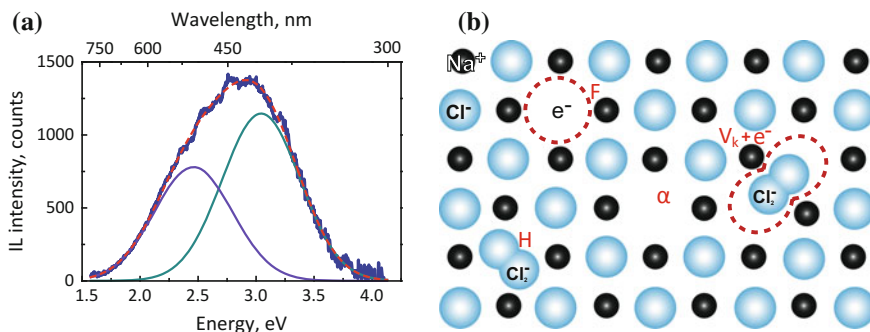 (a)
Wavelength, nm
750 600 450 300
IL intensity, counts
1500
1000
500
0
1.5 2.0 2.5 3.0 3.5 4.0
Energy, eV
(b)
Na⁺
Cl⁻
e⁻
F
Vₖ+e⁻
Cl₂⁻
α
H
Cl₂⁻